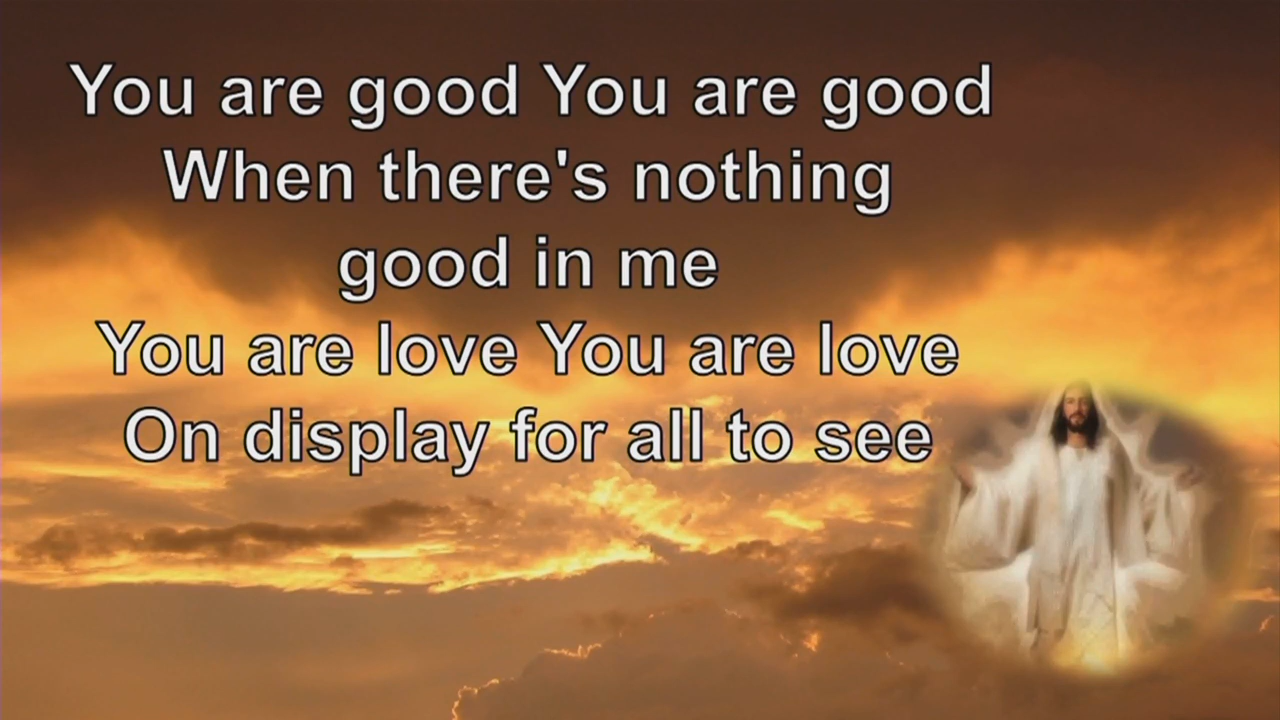 You are good You are good
When there's nothing
good in me
You are love You are love
On display for all to see